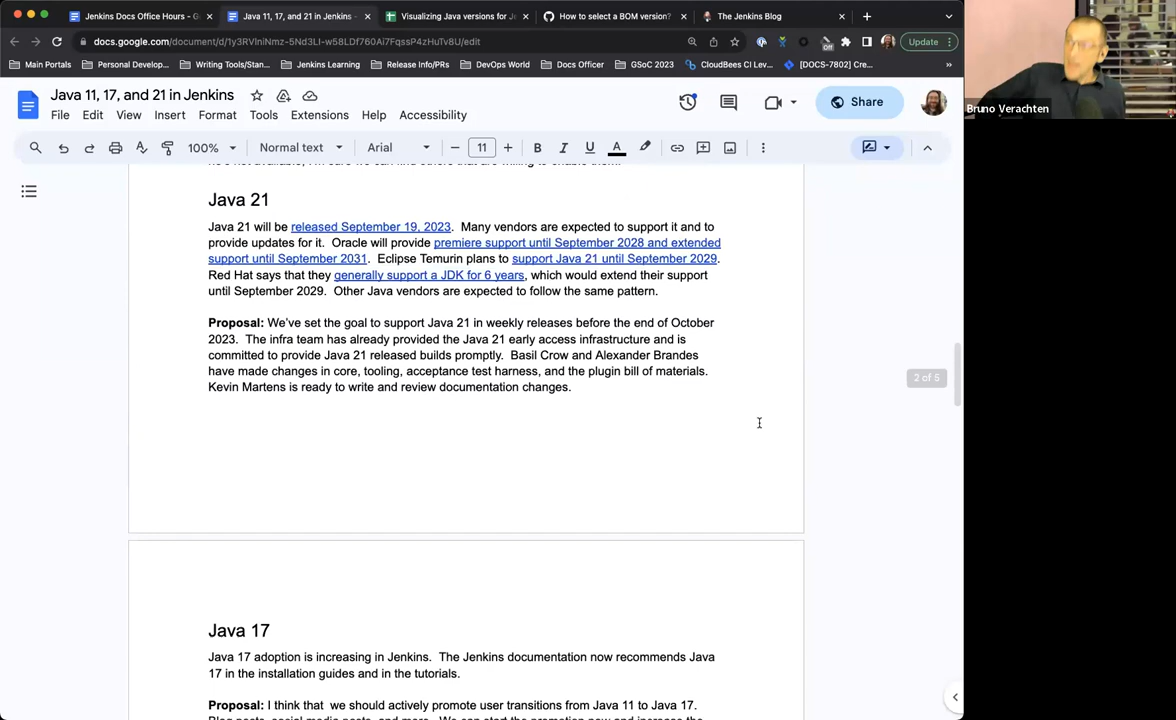 Jenkins Docs Office Hours - G
Java 11, 17, and 21 in Jenkins -
Visualizing Java versions for Je
How to select a BOM version?
The Jenkins Blog
docs.google.com/document/d/1y3RVlniNmz-5Nd3LI-w58LDf760Ai7FqssP4zHuTv8U/edit
Off
Update
Main Portals
Personal Develop...
Writing Tools/Stan...
Jenkins Learning
Release Info/PRs
DevOps World
Docs Officer
GSoC 2023
CloudBees CI Lev...
[DOCS-7802] Cre...
Java 11, 17, and 21 in Jenkins
Share
File Edit View Insert Format Tools Extensions Help Accessibility
100% Normal text Arial 11 B I U A
Java 21
Java 21 will be released September 19, 2023. Many vendors are expected to support it and to
provide updates for it. Oracle will provide premiere support until September 2028 and extended
support until September 2031. Eclipse Temurin plans to support Java 21 until September 2029.
Red Hat says that they generally support a JDK for 6 years, which would extend their support
until September 2029. Other Java vendors are expected to follow the same pattern.
Proposal: We've set the goal to support Java 21 in weekly releases before the end of October
2023. The infra team has already provided the Java 21 early access infrastructure and is
committed to provide Java 21 released builds promptly. Basil Crow and Alexander Brandes
have made changes in core, tooling, acceptance test harness, and the plugin bill of materials.
Kevin Martens is ready to write and review documentation changes.
2 of 5
Java 17
Java 17 adoption is increasing in Jenkins. The Jenkins documentation now recommends Java
17 in the installation guides and in the tutorials.
Proposal: I think that we should actively promote user transitions from Java 11 to Java 17.
Bruno Verachten